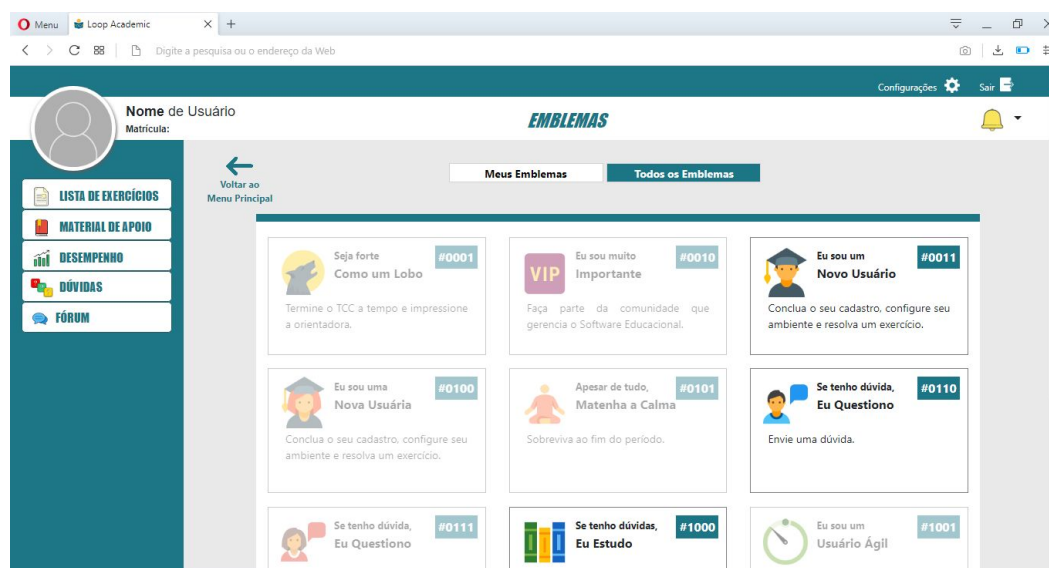 Menu
Loop Academic
Digite a pesquisa ou o endereço da Web
Configurações
Sair
Nome de Usuário
Matrícula:
EMBLEMAS
Voltar ao
Menu Principal
Meus Emblemas
Todos os Emblemas
LISTA DE EXERCÍCIOS
MATERIAL DE APOIO
DESEMPENHO
DÚVIDAS
FÓRUM
Seja forte
Como um Lobo
#0001
Termine o TCC a tempo e impressione
a orientadora.
VIP
Eu sou muito
Importante
#0010
Faça parte da comunidade que
gerencia o Software Educacional.
Eu sou um
Novo Usuário
#0011
Conclua o seu cadastro, configure seu
ambiente e resolva um exercício.
Eu sou uma
Nova Usuária
#0100
Conclua o seu cadastro, configure seu
ambiente e resolva um exercício.
Apesar de tudo,
Matenha a Calma
#0101
Sobreviva ao fim do período.
Se tenho dúvida,
Eu Questiono
#0110
Envie uma dúvida.
Se tenho dúvida,
Eu Questiono
#0111
Se tenho dúvidas,
Eu Estudo
#1000
Eu sou um
Usuário Ágil
#1001